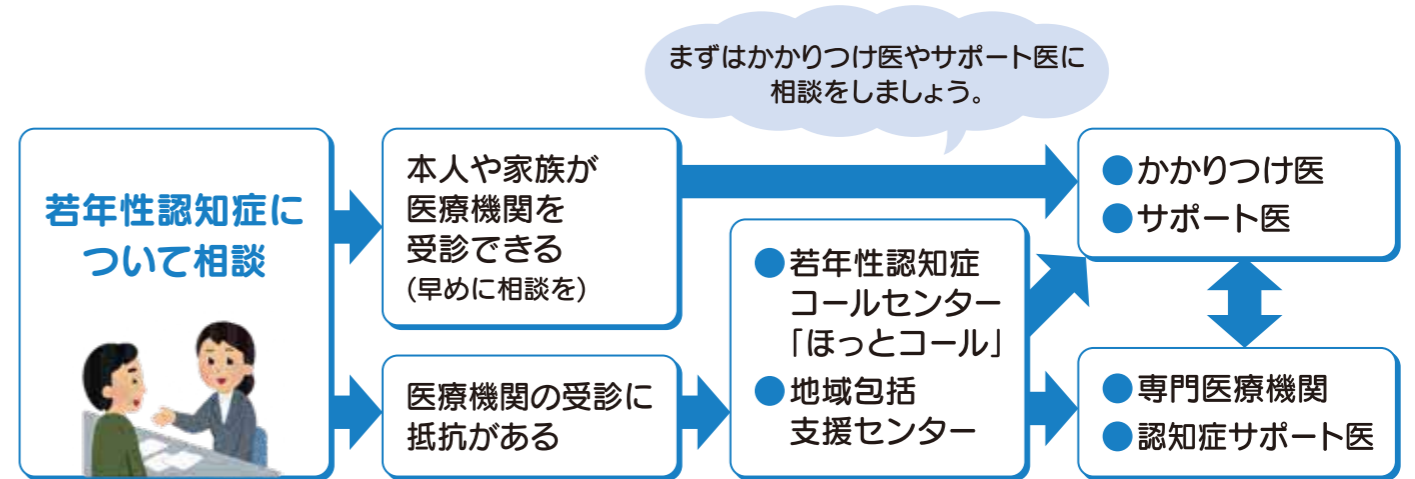 まずはかかりつけ医やサポート医に
相談をしましょう。
若年性認知症に
ついて相談
本人や家族が
医療機関を
受診できる
(早めに相談を)
医療機関の受診に
抵抗がある
●若年性認知症
コールセンター
「ほっとコール」
●地域包括
支援センター
●かかりつけ医
●サポート医
●専門医療機関
●認知症サポート医